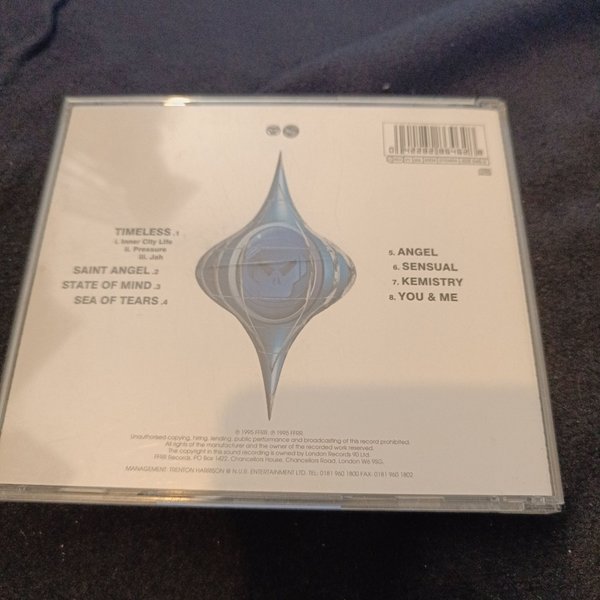 TIMELESS .1
i. Inner City Life
ii. Pressure
iii. Jah
SAINT ANGEL .2
STATE OF MIND .3
SEA OF TEARS .4
5. ANGEL
6. SENSUAL
7. KEMISTRY
8. YOU & ME
© 1995 FFRR. ℗ 1995 FFRR.
Unauthorised copying, hiring, lending, public performance and broadcasting of this record prohibited.
All rights of the manufacturer and the owner of the recorded work reserved.
The copyright in this sound recording is owned by London Records 90 Ltd.
FFRR Records, PO Box 1422, Chancellors House, Chancellors Road, London W6 9SG.
MANAGEMENT: TRENTON HARRISON @ N.U.R. ENTERTAINMENT LTD. TEL: 0181 960 1800 FAX: 0181 960 1802